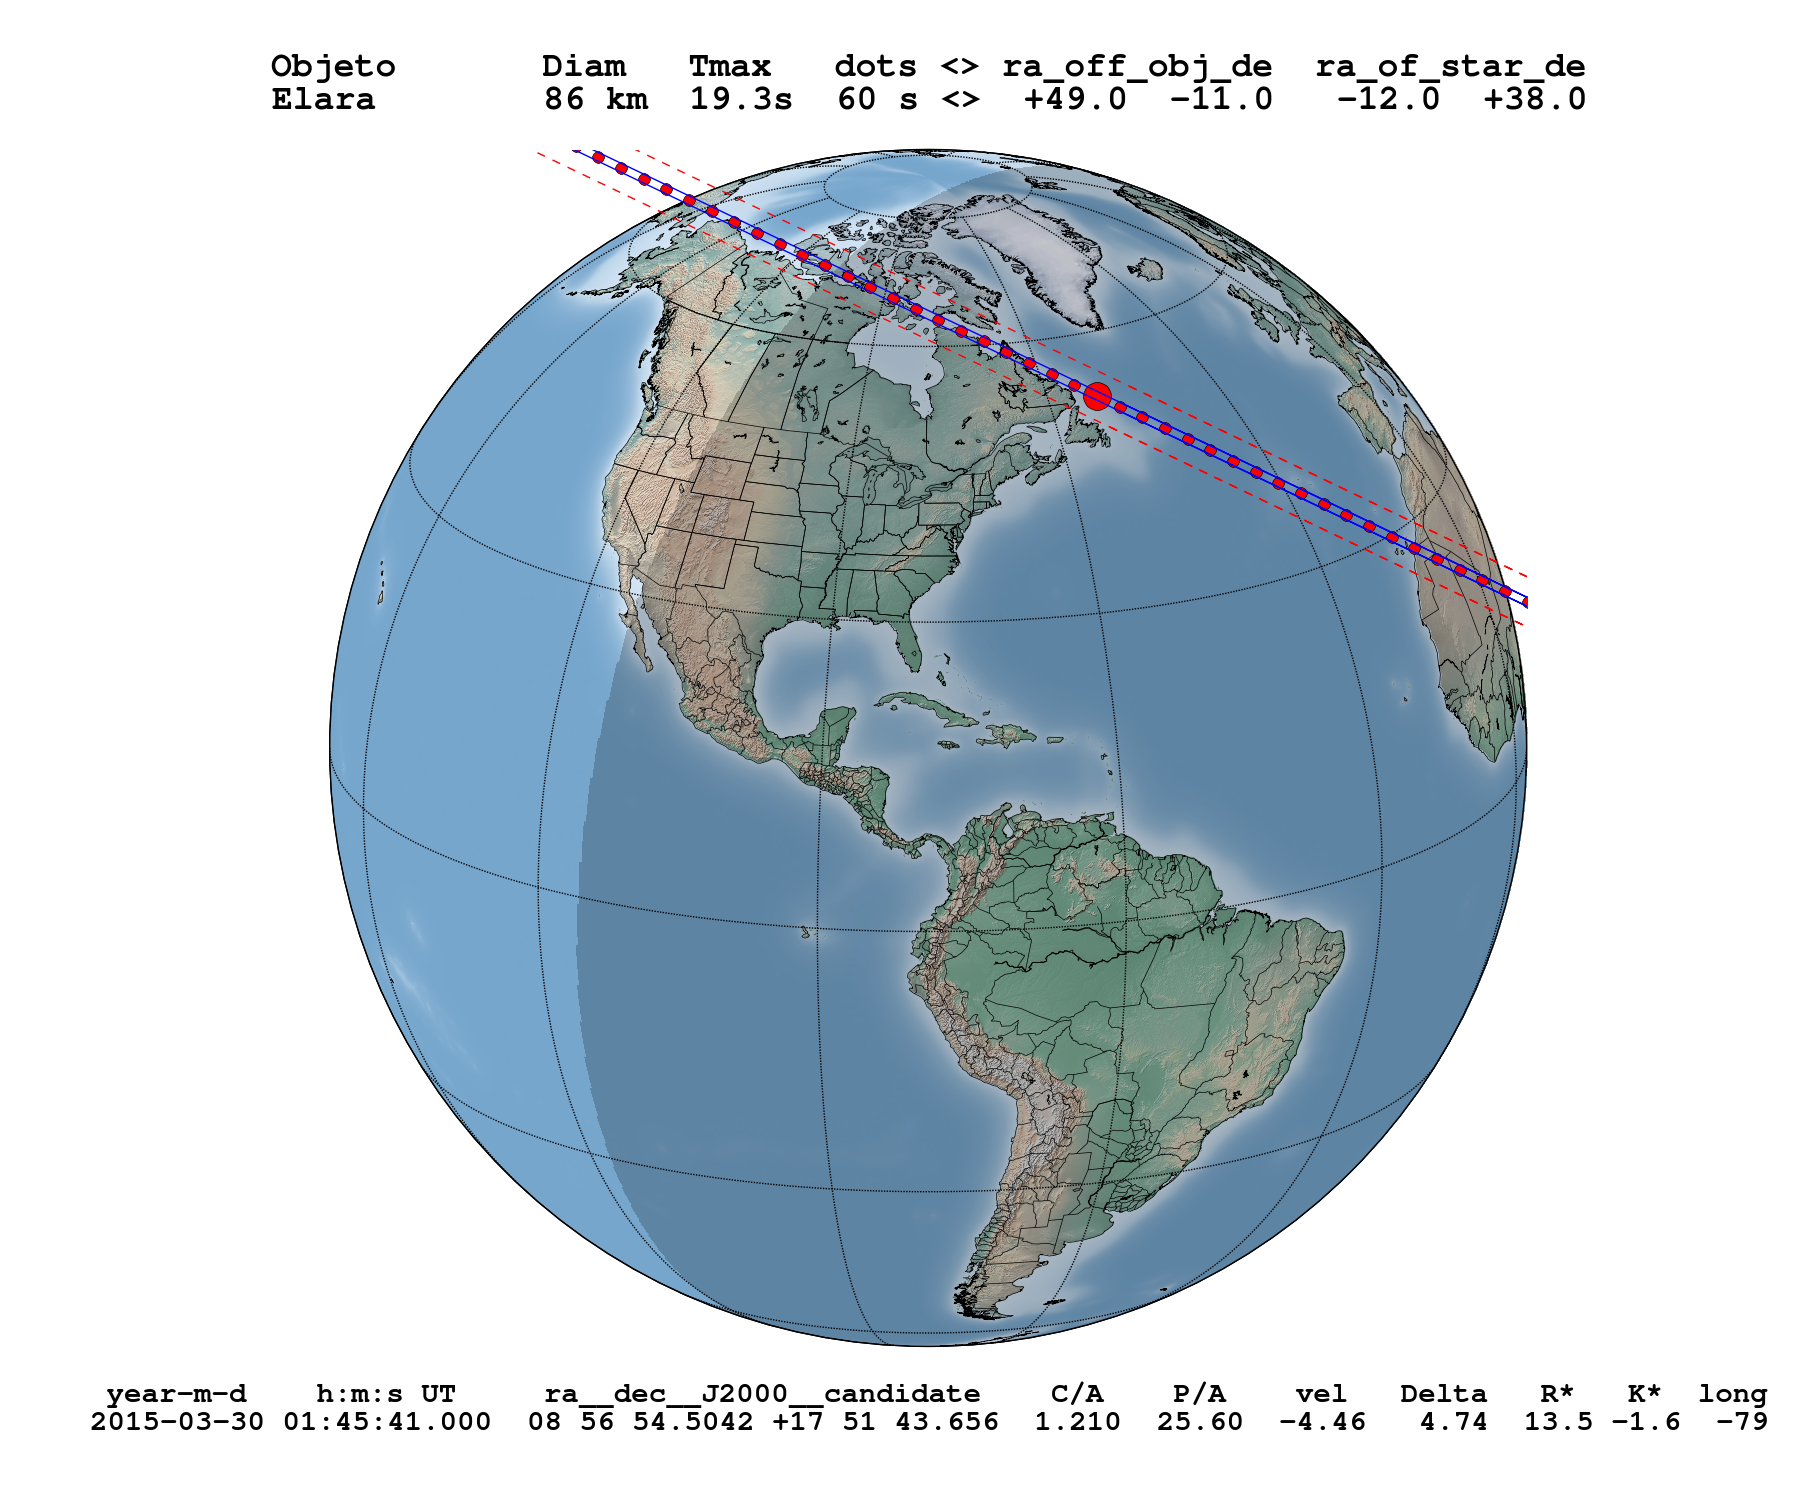 Objeto Diam Tmax dots <> ra_off_obj_de ra_of_star_de
Elara 86 km 19.3s 60 s <> +49.0 -11.0 -12.0 +38.0
year-m-d h:m:s UT ra__dec__J2000__candidate C/A P/A vel Delta R* K* long
2015-03-30 01:45:41.000 08 56 54.5042 +17 51 43.656 1.210 25.60 -4.46 4.74 13.5 -1.6 -79